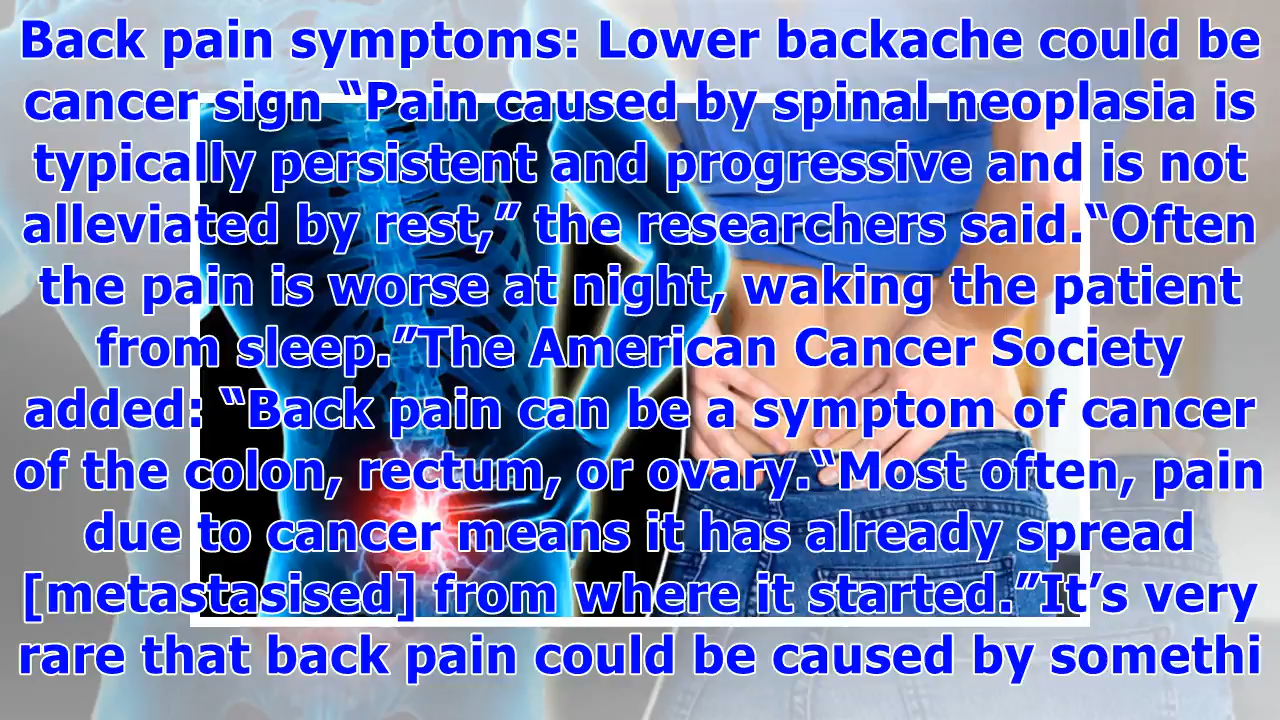 Back pain symptoms: Lower backache could be
cancer sign “Pain caused by spinal neoplasia is
typically persistent and progressive and is not
alleviated by rest,” the researchers said.“Often
the pain is worse at night, waking the patient
from sleep.”The American Cancer Society
added: “Back pain can be a symptom of cancer
of the colon, rectum, or ovary.“Most often, pain
due to cancer means it has already spread
[metastasised] from where it started.”It’s very
rare that back pain could be caused by somethi